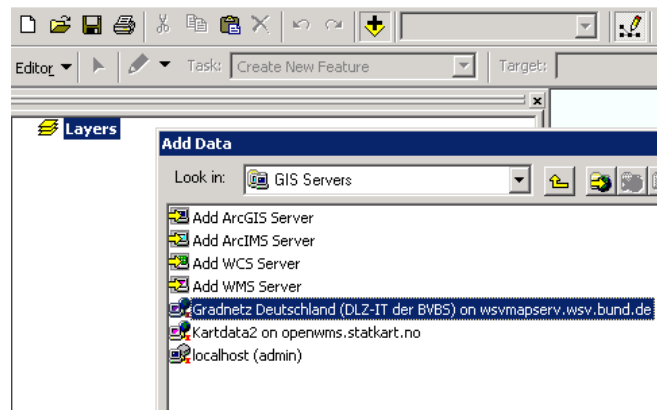 Editor
Task: Create New Feature
Target:
Layers
Add Data
Look in: GIS Servers
Add ArcGIS Server
Add ArcIMS Server
Add WCS Server
Add WMS Server
Gradnetz Deutschland (DLZ-IT der BVBS) on wsvmapserv.wsv.bund.de
Kartdata2 on openwms.statkart.no
localhost (admin)